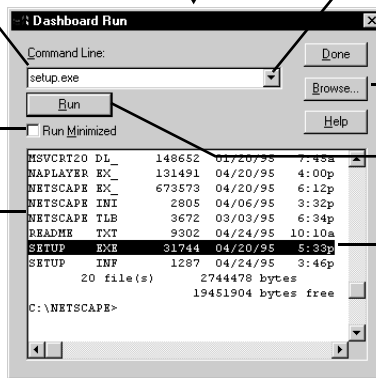 Dashboard Run
Command Line:
Done
setup.exe
Browse...
Run
Help
Run Minimized
MSVCRT20 DL_ 148652 01/20/95 7:45a
NAPLAYER EX_ 131491 04/20/95 4:00p
NETSCAPE EX_ 673573 04/20/95 6:12p
NETSCAPE INI 2805 04/06/95 3:32p
NETSCAPE TLB 3672 03/03/95 6:34p
README TXT 9302 04/24/95 10:10a
SETUP EXE 31744 04/20/95 5:33p
SETUP INF 1287 04/24/95 3:46p
20 file(s) 2744478 bytes
19451904 bytes free
C:\NETSCAPE>